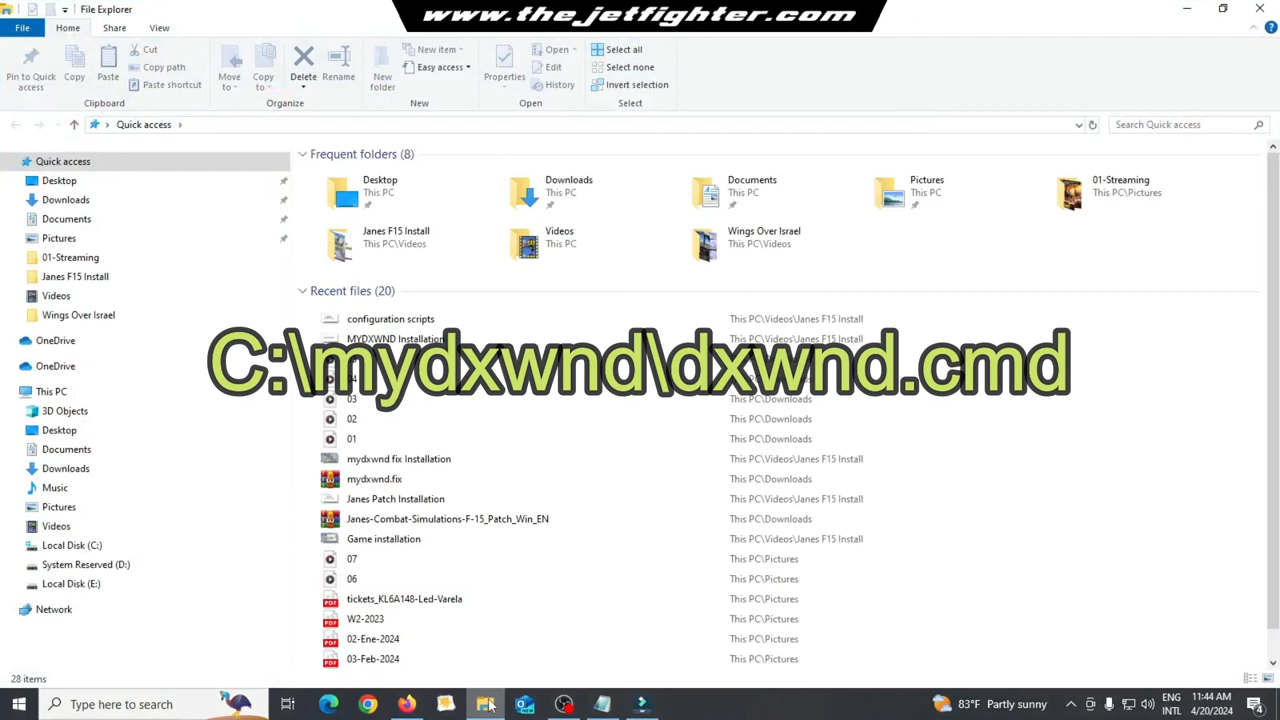 File Explorer
www.the.jetfighter.com
File
Home
Share
View
Pin to Quick access
Copy
Paste
Cut
Copy path
Paste shortcut
Clipboard
Move to
Copy to
Delete
Rename
Organize
New folder
New item
Easy access
New
Properties
Open
Edit
History
Open
Select all
Select none
Invert selection
Select
Quick access
Search Quick access
Quick access
Desktop
Downloads
Documents
Pictures
01-Streaming
Janes F15 Install
Videos
Wings Over Israel
OneDrive
OneDrive
This PC
3D Objects
Desktop
Documents
Downloads
Music
Pictures
Videos
Local Disk (C:)
System Reserved (D:)
Local Disk (E:)
Network
Frequent folders (8)
Desktop
This PC
Downloads
This PC
Documents
This PC
Pictures
This PC
01-Streaming
This PC\Pictures
Janes F15 Install
This PC\Videos
Videos
This PC
Wings Over Israel
This PC\Videos
Recent files (20)
configuration scripts This PC\Videos\Janes F15 Install
MYDXWND Installation This PC\Videos\Janes F15 Install
C:\mydxwnd\dxwnd.cmd
03 This PC\Downloads
02 This PC\Downloads
01 This PC\Downloads
mydxwnd fix Installation This PC\Videos\Janes F15 Install
mydxwnd.fix This PC\Downloads
Janes Patch Installation This PC\Videos\Janes F15 Install
Janes-Combat-Simulations-F-15_Patch_Win_EN This PC\Downloads
Game installation This PC\Videos\Janes F15 Install
07 This PC\Pictures
06 This PC\Pictures
tickets_KL6A148-Led-Varela This PC\Pictures
W2-2023 This PC\Pictures
02-Ene-2024 This PC\Pictures
03-Feb-2024 This PC\Pictures
28 items
Type here to search
83°F Partly sunny
ENG
INTL
11:44 AM
4/20/2024